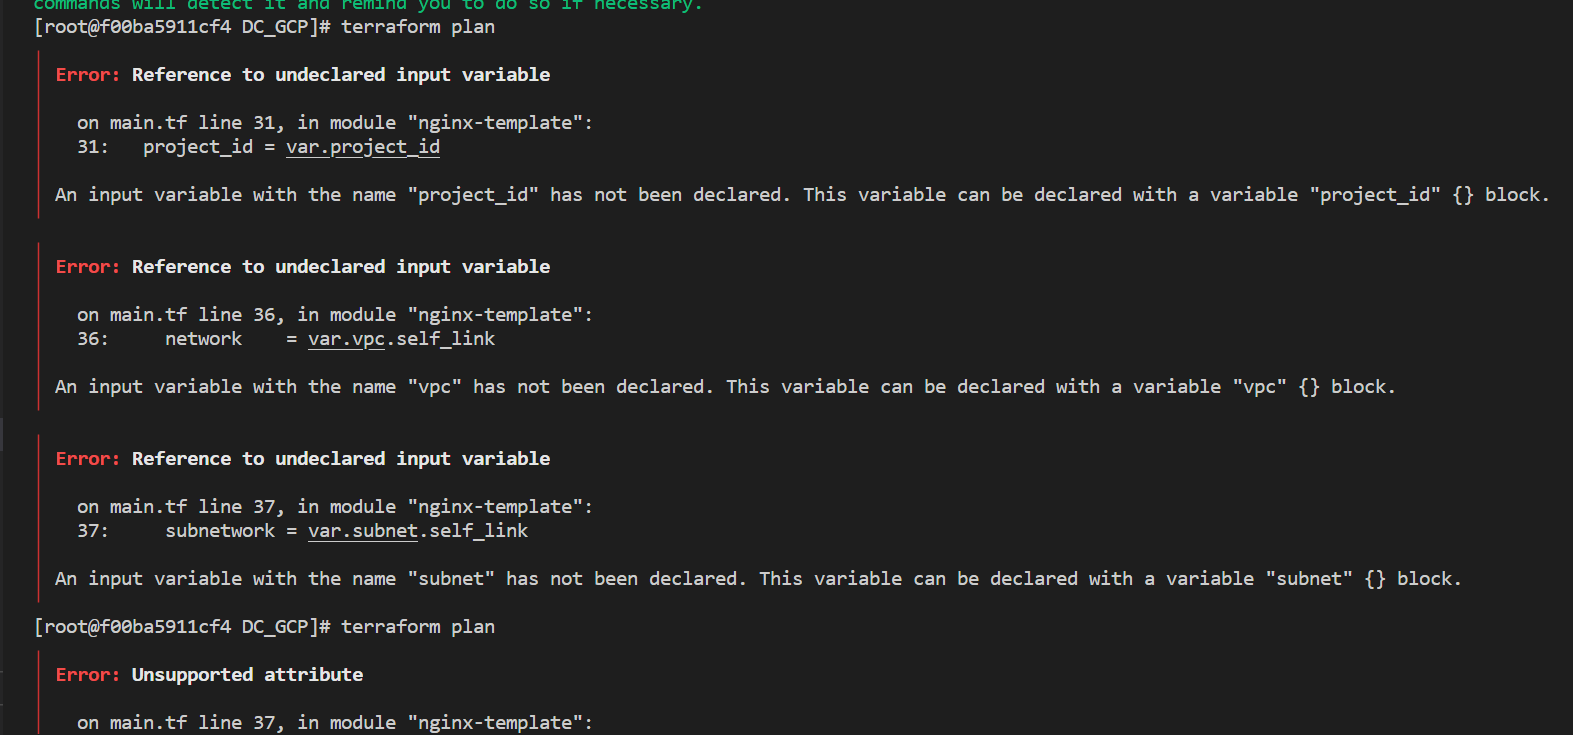 commands will detect it and remind you to do so if necessary.
[root@f00ba5911cf4 DC_GCP]# terraform plan
Error: Reference to undeclared input variable
on main.tf line 31, in module "nginx-template":
31:   project_id = var.project_id
An input variable with the name "project_id" has not been declared. This variable can be declared with a variable "project_id" {} block.
Error: Reference to undeclared input variable
on main.tf line 36, in module "nginx-template":
36:     network    = var.vpc.self_link
An input variable with the name "vpc" has not been declared. This variable can be declared with a variable "vpc" {} block.
Error: Reference to undeclared input variable
on main.tf line 37, in module "nginx-template":
37:     subnetwork = var.subnet.self_link
An input variable with the name "subnet" has not been declared. This variable can be declared with a variable "subnet" {} block.
[root@f00ba5911cf4 DC_GCP]# terraform plan
Error: Unsupported attribute
on main.tf line 37, in module "nginx-template":